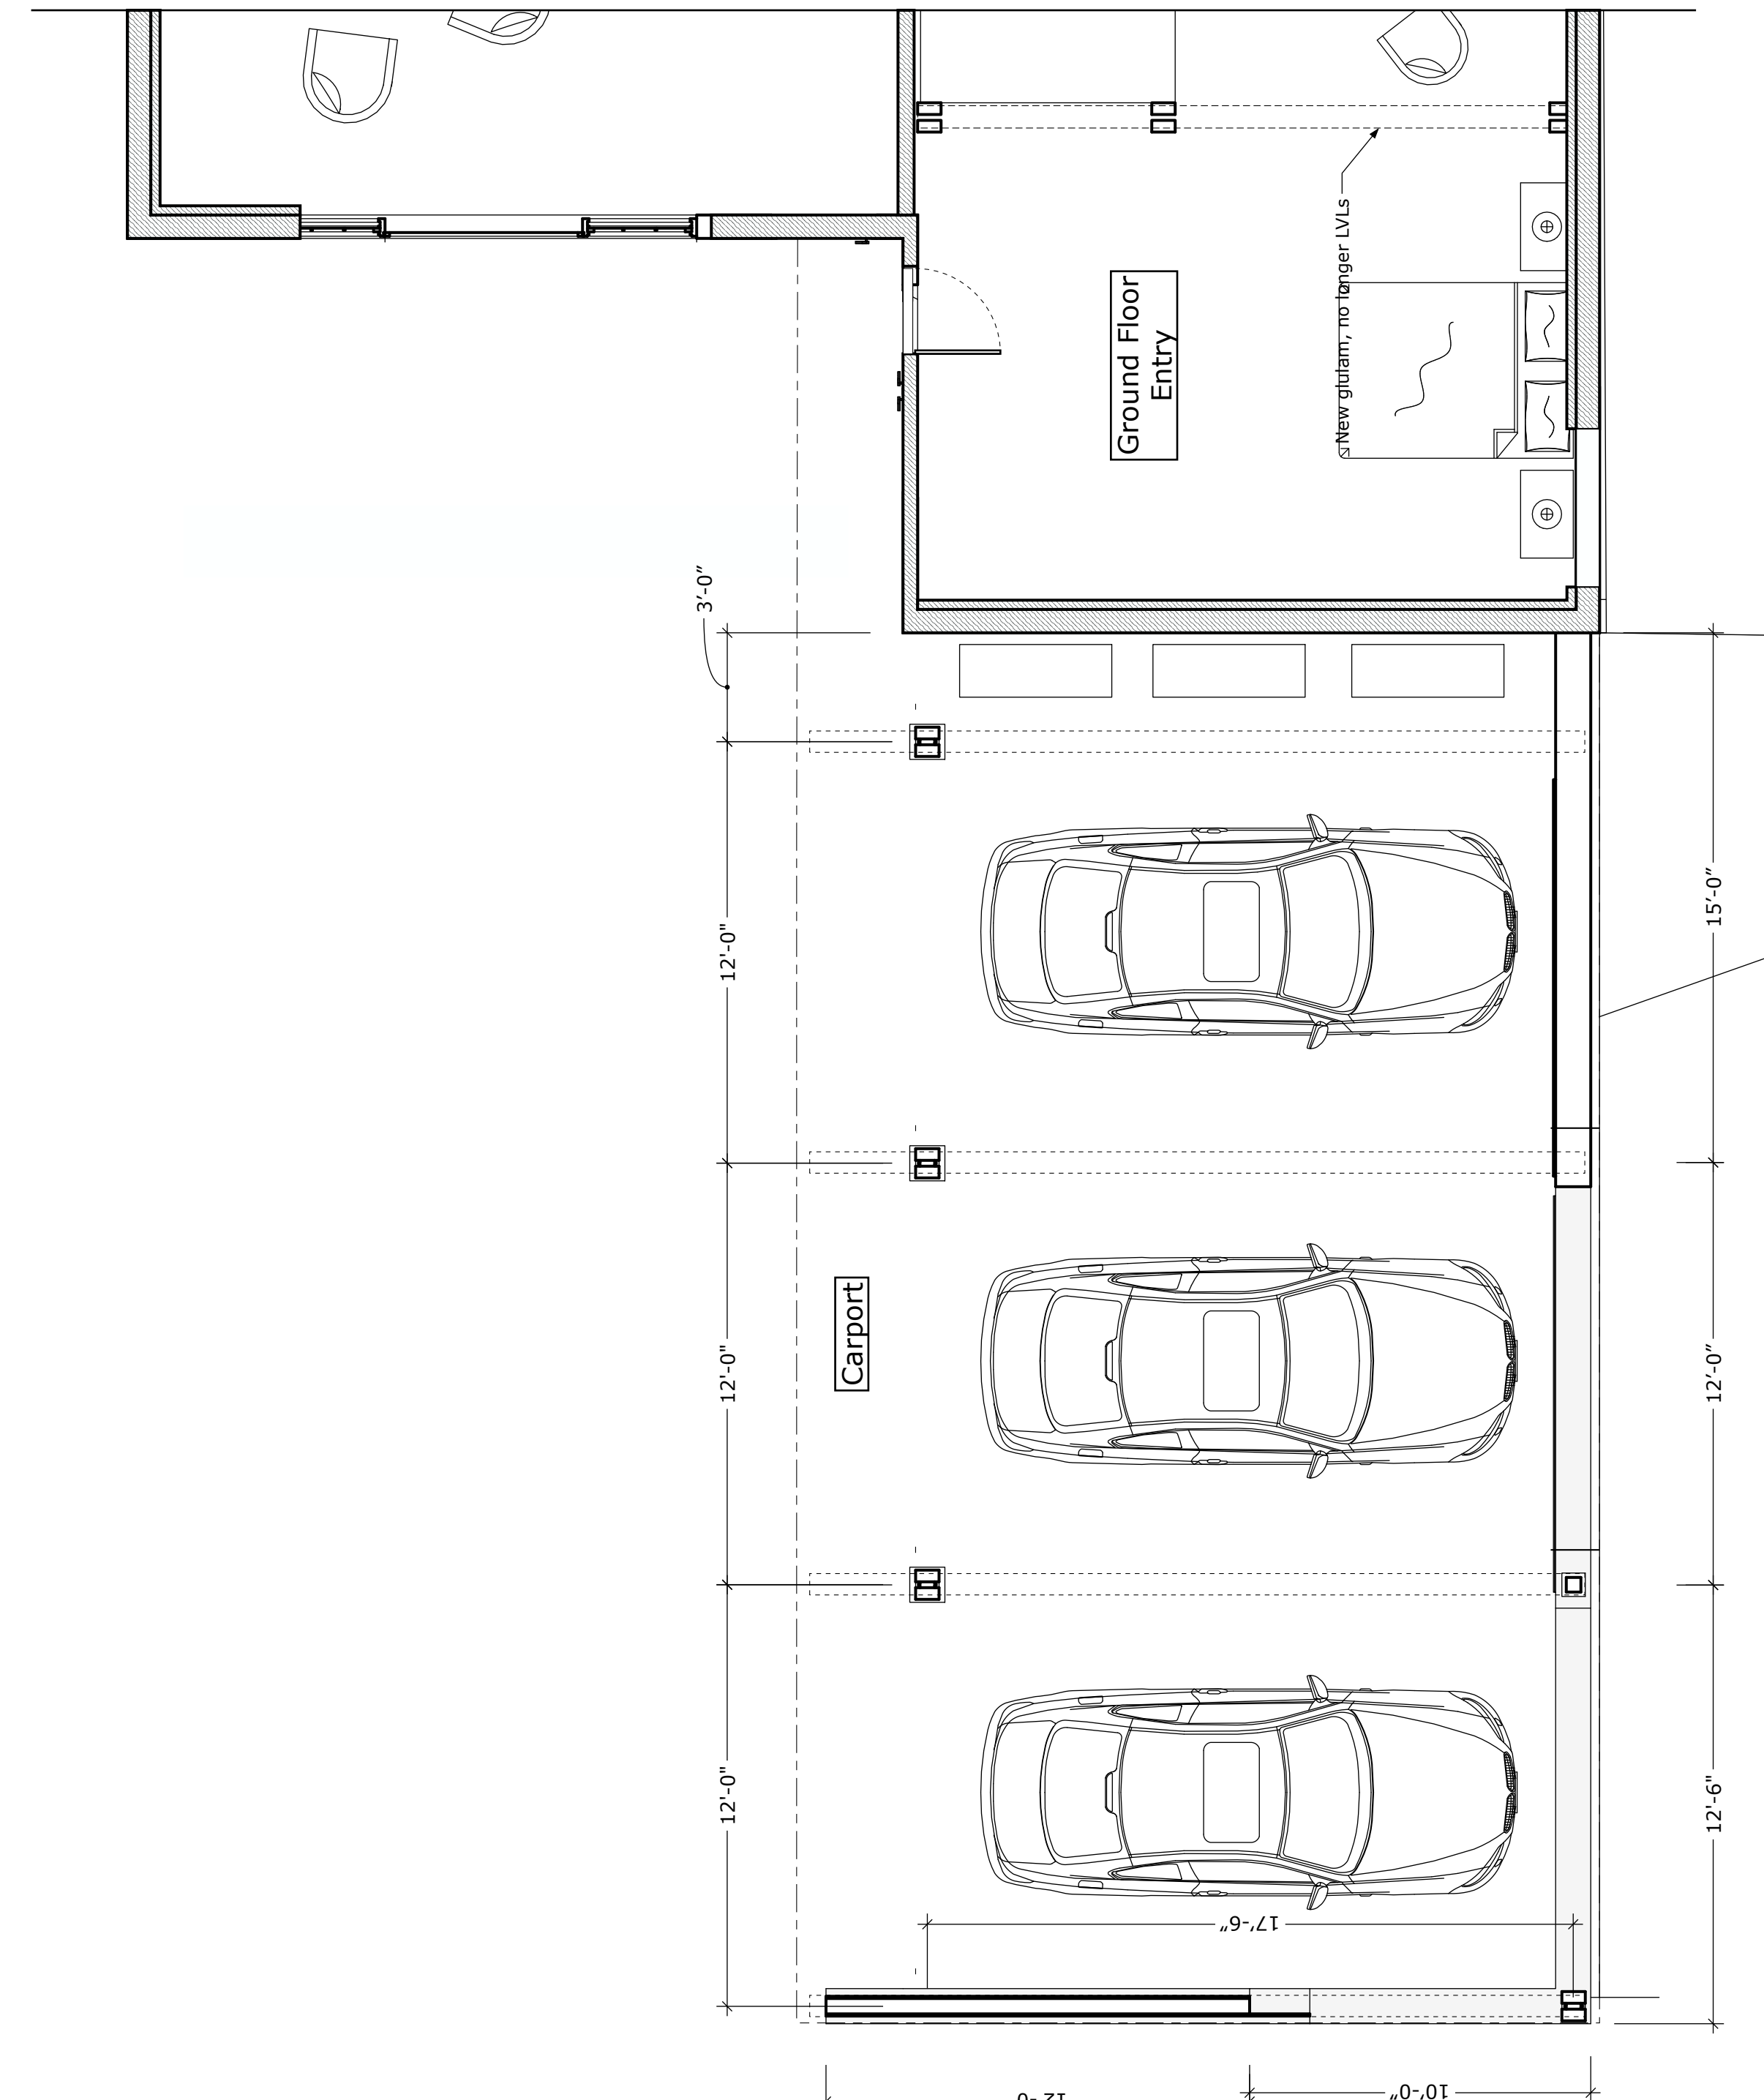 New glulam, no longer LVLs
Ground Floor
Entry
3'-0"
12'-0"
15'-0"
Carport
12'-0"
12'-0"
12'-0"
12'-6"
17'-6"
10'-0"